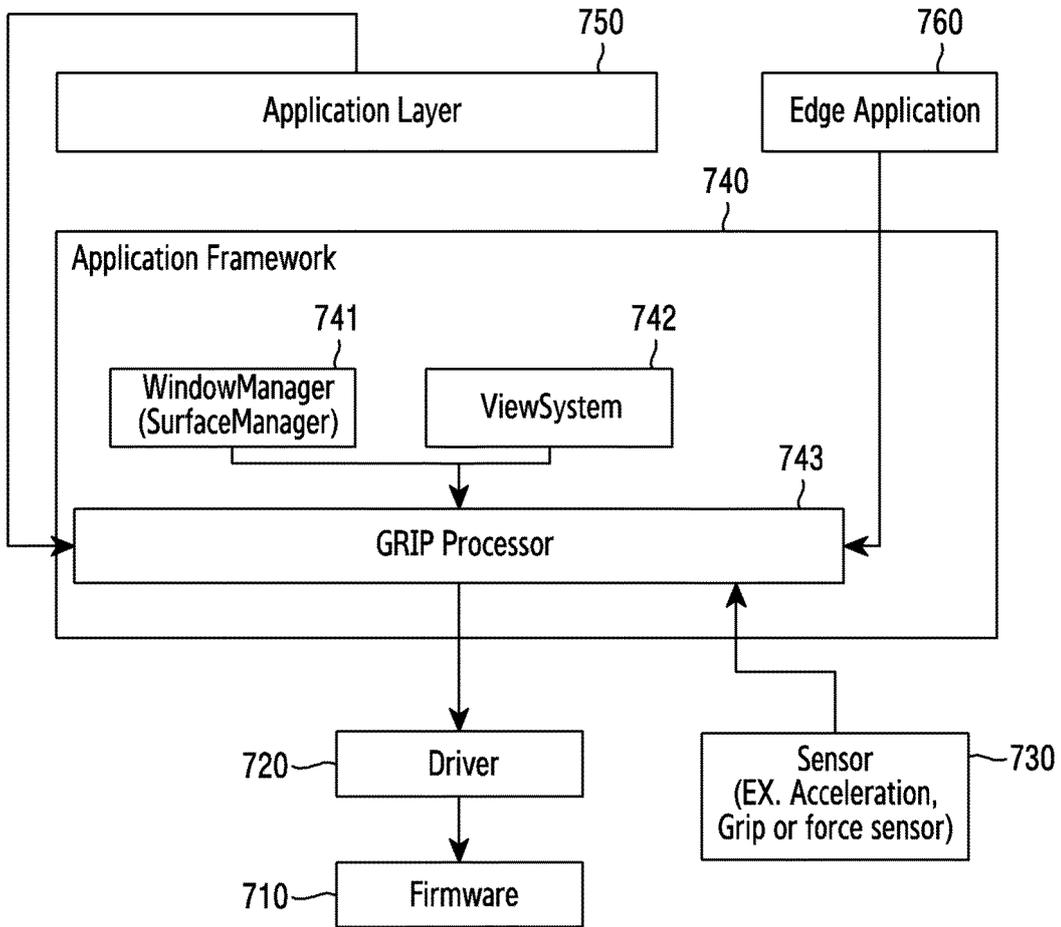 750
760
Application Layer
Edge Application
740
Application Framework
741
742
WindowManager
(SurfaceManager)
ViewSystem
743
GRIP Processor
720
Driver
Sensor
(EX. Acceleration,
Grip or force sensor)
730
710
Firmware